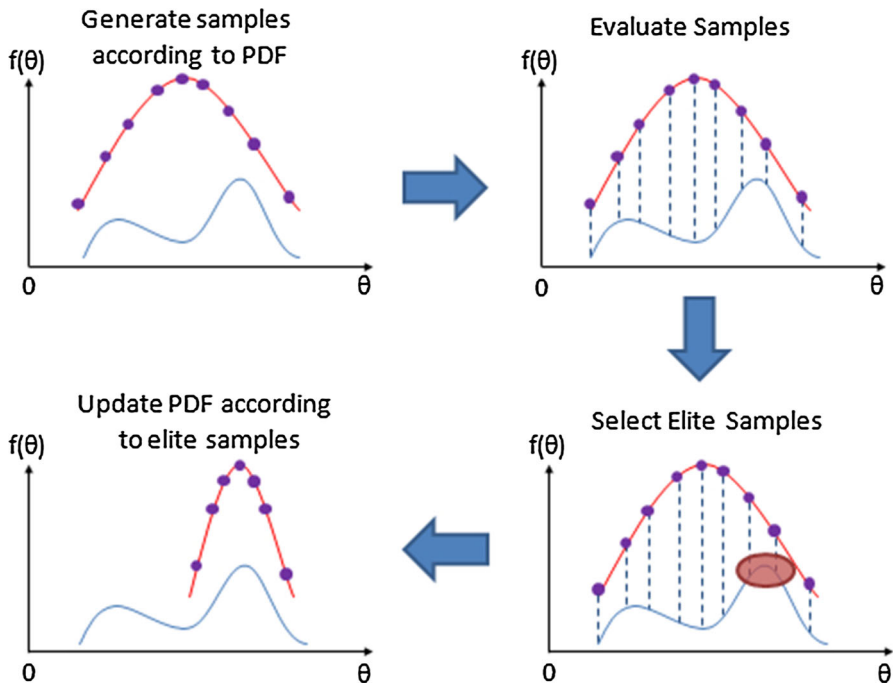 Generate samples
according to PDF
f(θ)
0
θ
Evaluate Samples
f(θ)
0
θ
Update PDF according
to elite samples
f(θ)
0
θ
Select Elite Samples
f(θ)
0
θ